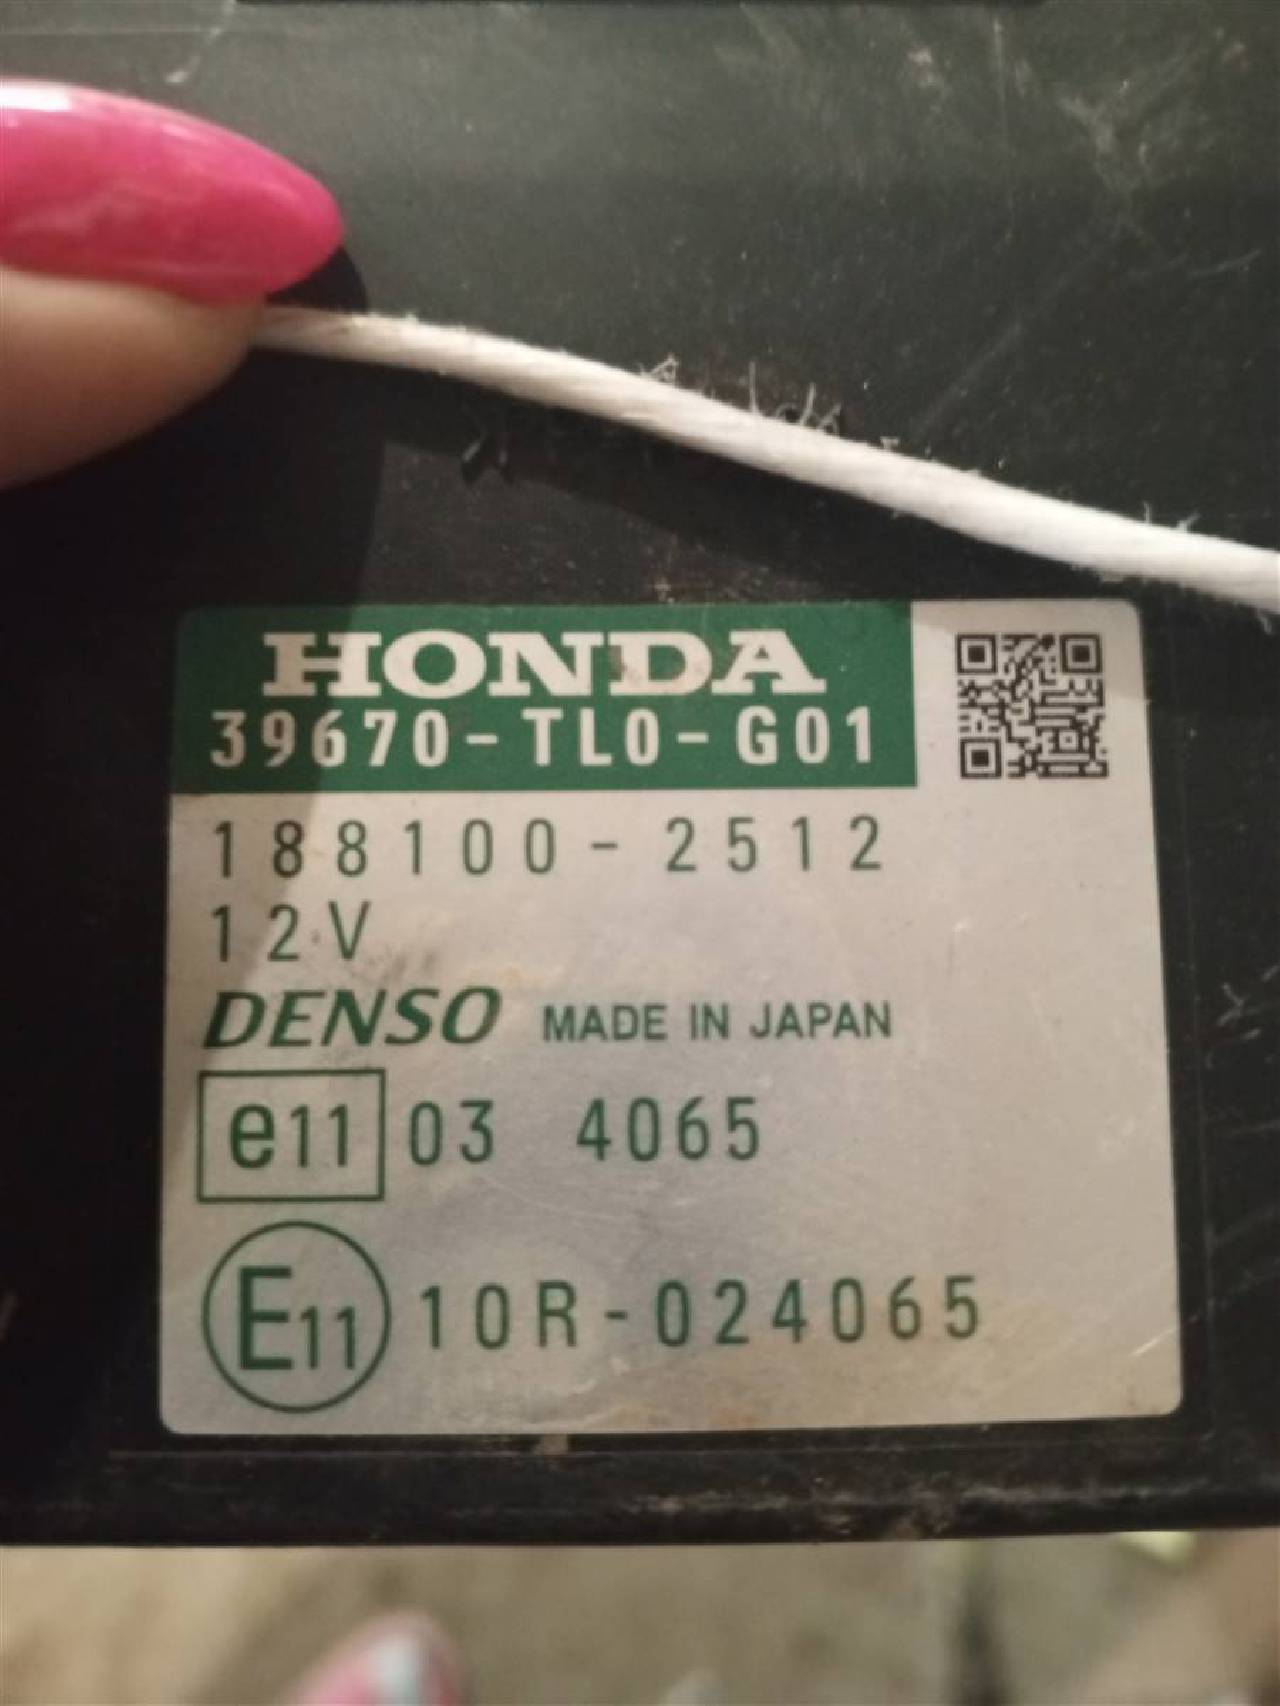 HONDA
39670-TL0-G01
188100-2512
12V
DENSO MADE IN JAPAN
e11 03 4065
E11 10R-024065